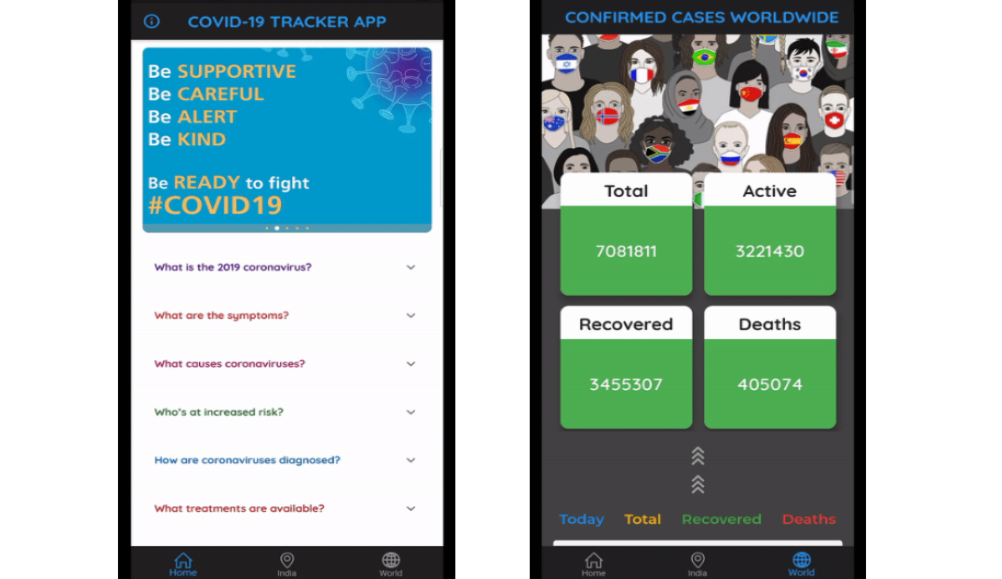 COVID-19 TRACKER APP
Be SUPPORTIVE
Be CAREFUL
Be ALERT
Be KIND
Be READY to fight
#COVID19
What is the 2019 coronavirus?
What are the symptoms?
What causes coronaviruses?
Who's at increased risk?
How are coronaviruses diagnosed?
What treatments are available?
Home India World
CONFIRMED CASES WORLDWIDE
Total Active
7081811 3221430
Recovered Deaths
3455307 405074
Today Total Recovered Deaths
Home India World